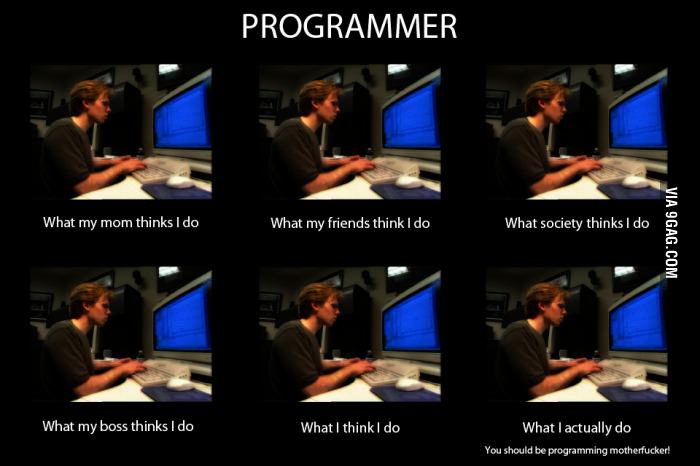 PROGRAMMER
What my mom thinks I do
What my friends think I do
What society thinks I do
VIA 9GAG.COM
What my boss thinks I do
What I think I do
What I actually do
You should be programming motherfucker!